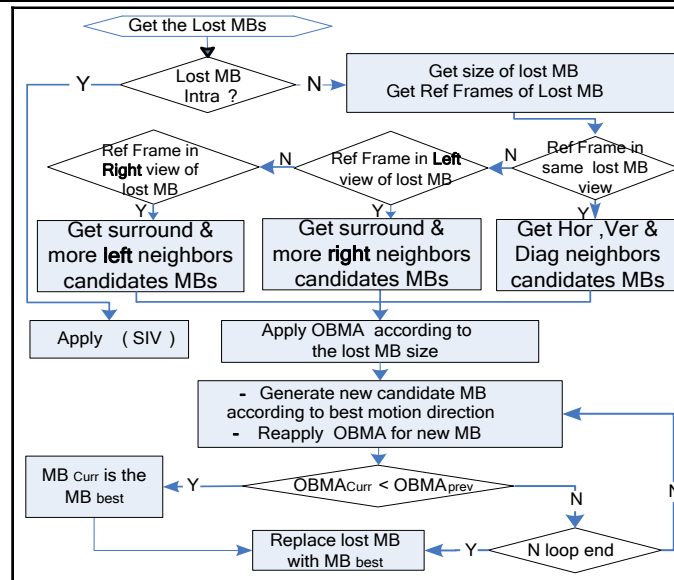 Get the Lost MBs
Y
Lost MB
Intra ?
N
Get size of lost MB
Get Ref Frames of Lost MB
Ref Frame in
Right view of
lost MB
N
Ref Frame in Left
view of lost MB
N
Ref Frame in
same lost MB
view
Y
Y
Y
Get surround &
more left neighbors
candidates MBs
Get surround &
more right neighbors
candidates MBs
Get Hor ,Ver &
Diag neighbors
candidates MBs
Apply ( SIV )
Apply OBMA according to
the lost MB size
- Generate new candidate MB
according to best motion direction
- Reapply OBMA for new MB
MB Curr is the
MB best
Y
OBMACurr < OBMAprev
N
N
Replace lost MB
with MB best
Y
N loop end